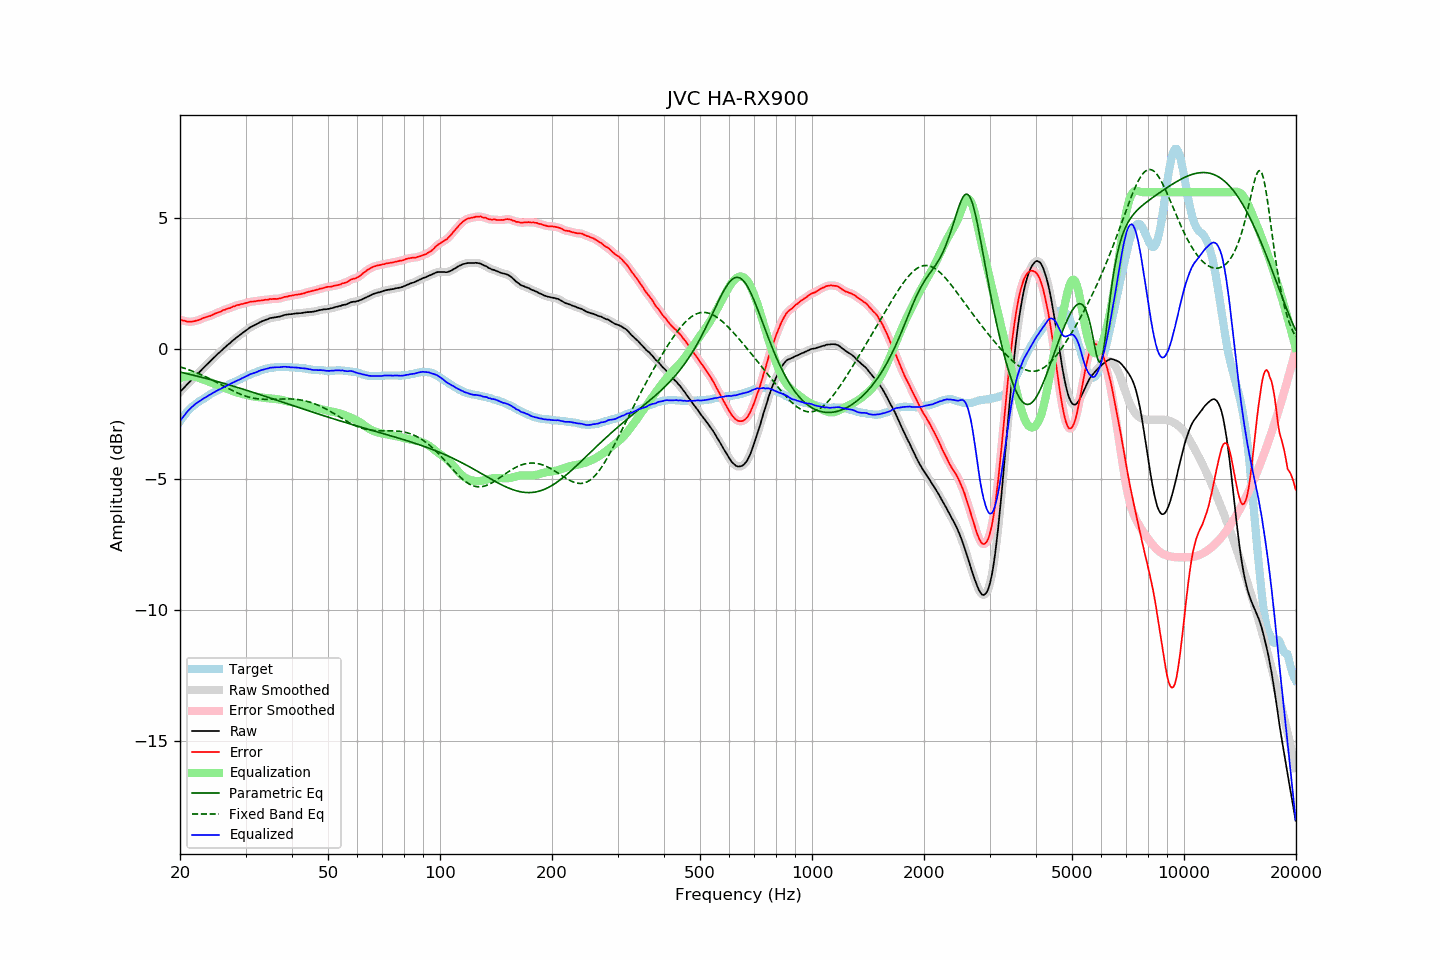 JVC HA-RX900
Amplitude (dBr)
5
0
−5
−10
−15
Target
Raw Smoothed
Error Smoothed
Raw
Error
Equalization
Parametric Eq
Fixed Band Eq
Equalized
20 50 100 200 500 1000 2000 5000 10000 20000
Frequency (Hz)